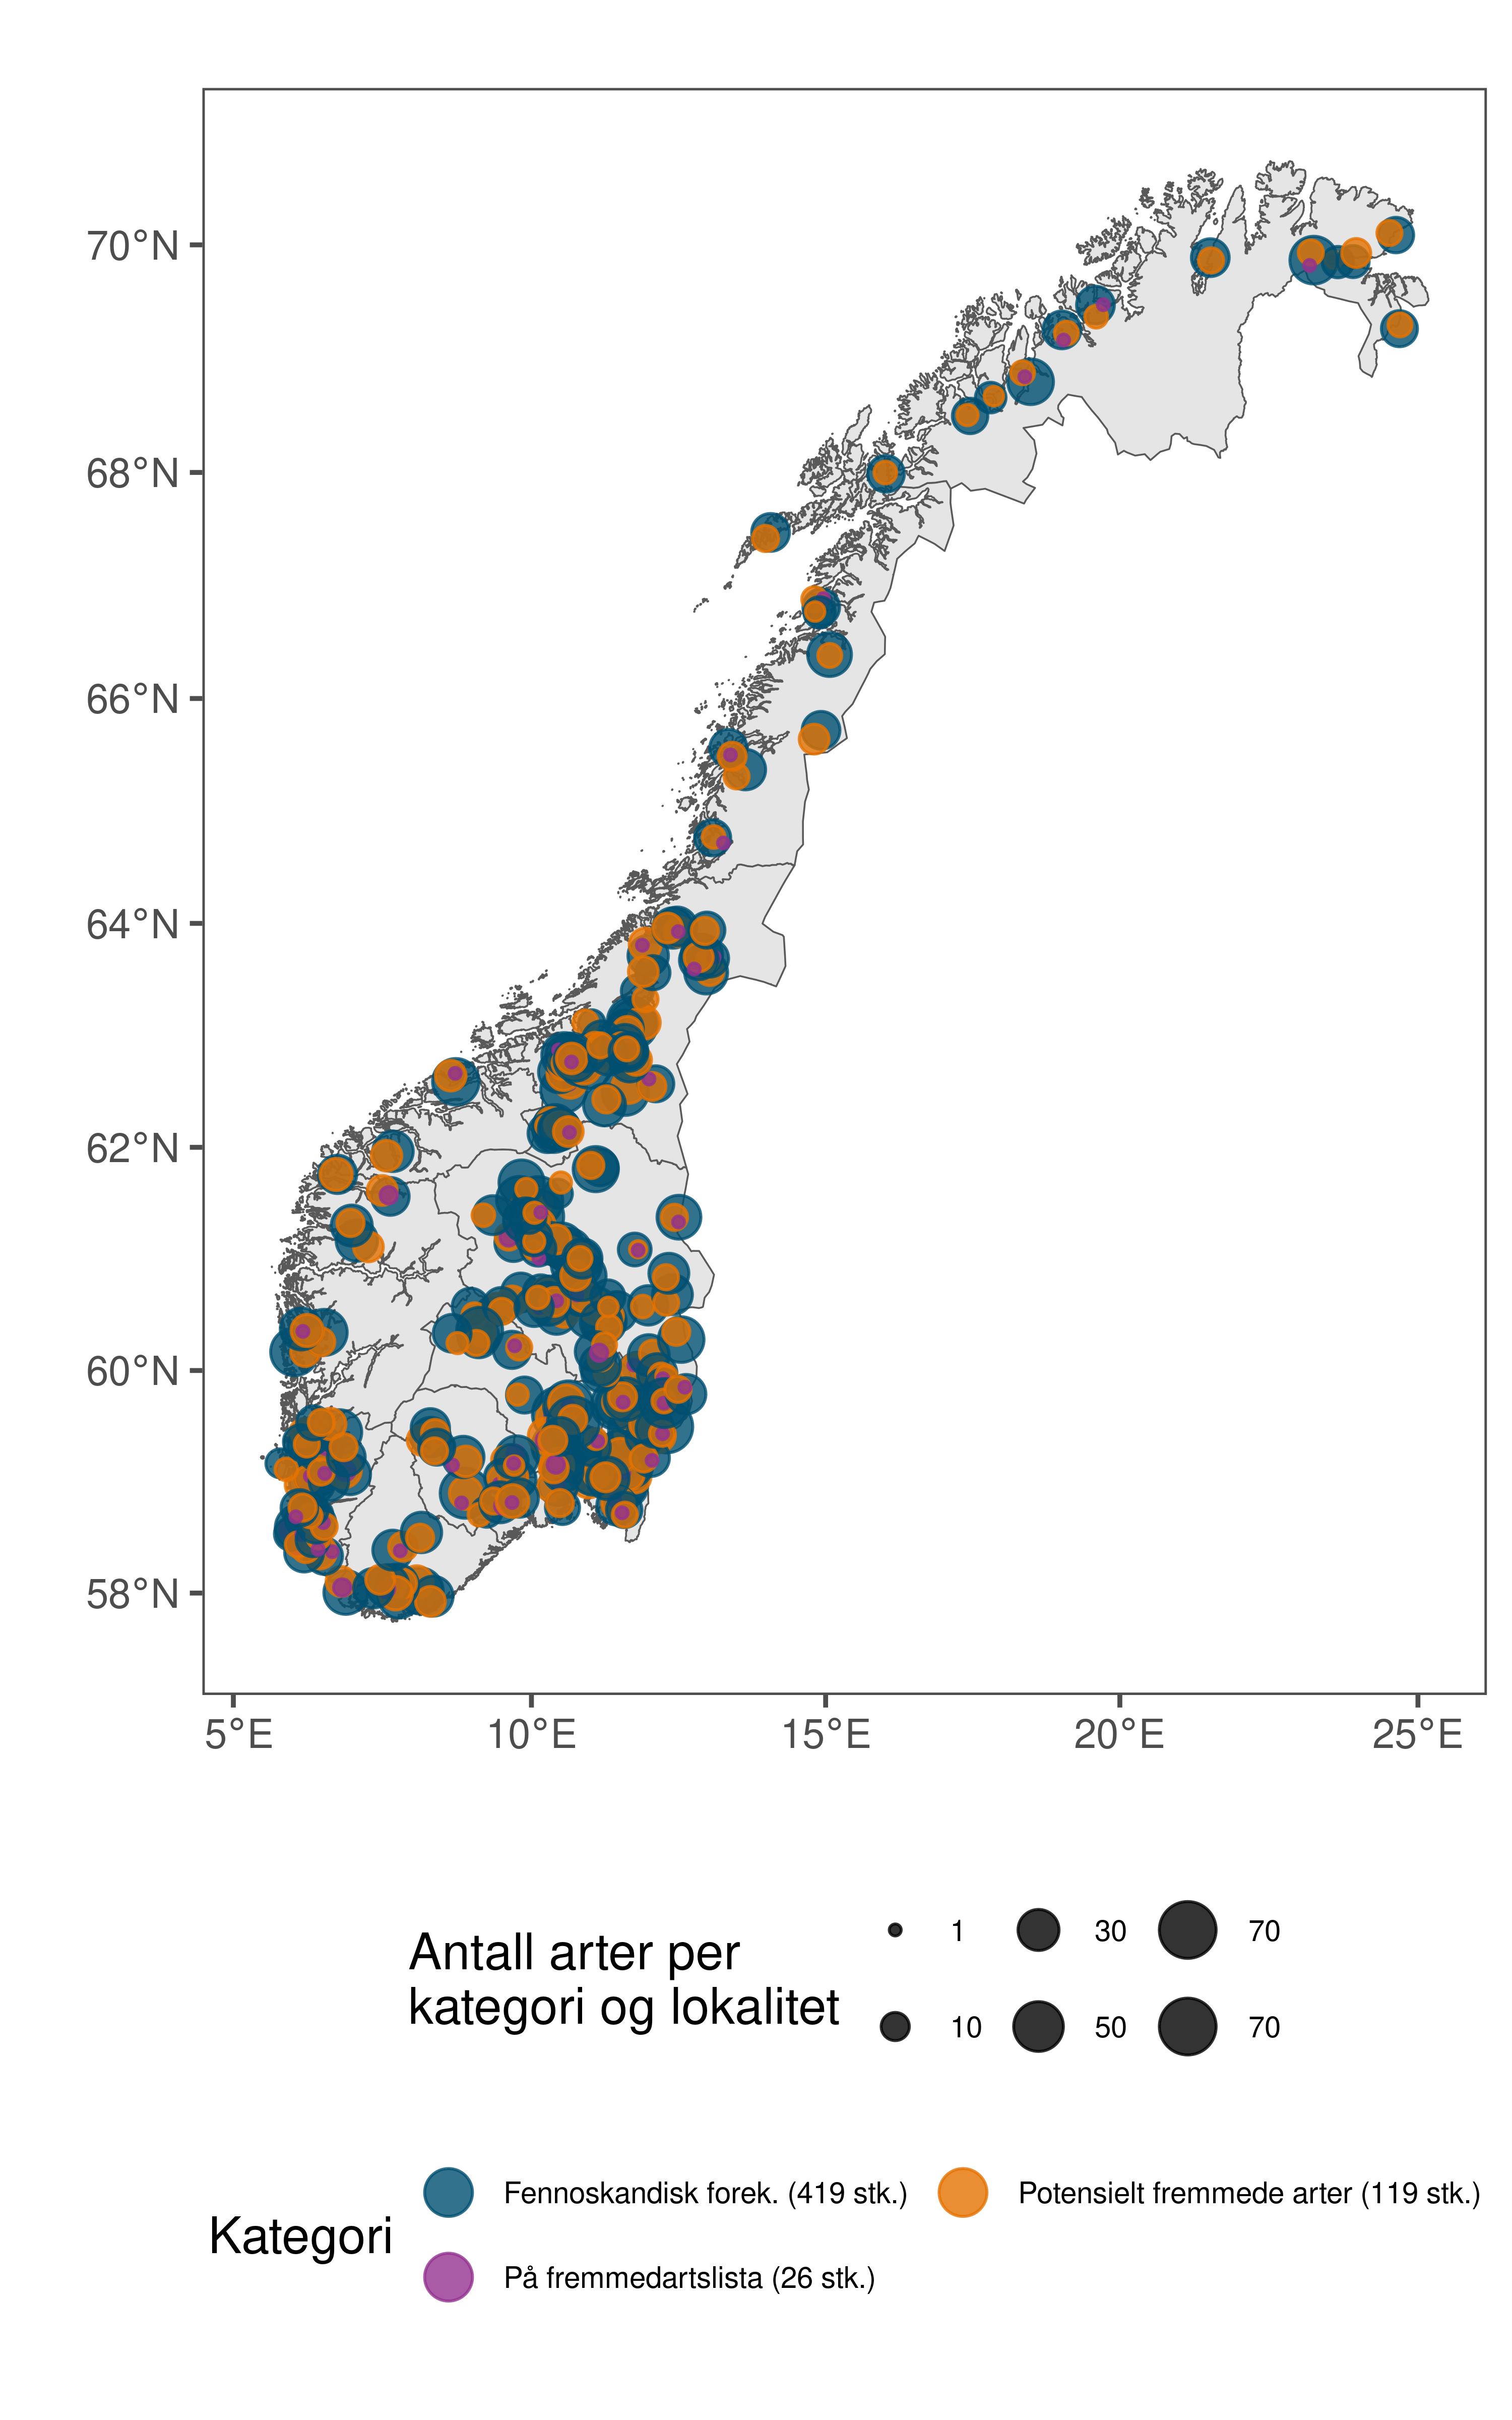 70°N
68°N
66°N
64°N
62°N
60°N
58°N
5°E 10°E 15°E 20°E 25°E
Antall arter per
kategori og lokalitet
1 30 70
10 50 70
Kategori
Fennoskandisk forek. (419 stk.) Potensielt fremmede arter (119 stk.)
På fremmedartslista (26 stk.)